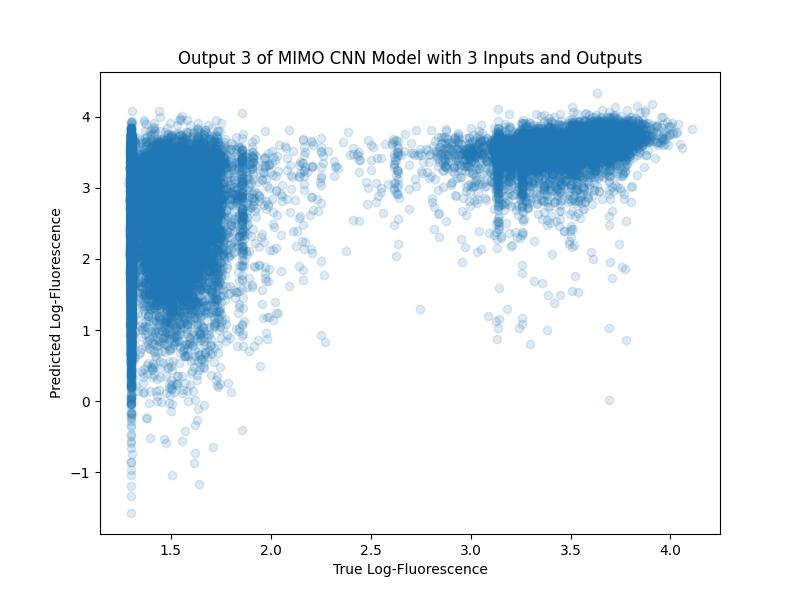 Output 3 of MIMO CNN Model with 3 Inputs and Outputs
4
3
2
1
0
−1
Predicted Log-Fluorescence
1.5 2.0 2.5 3.0 3.5 4.0
True Log-Fluorescence